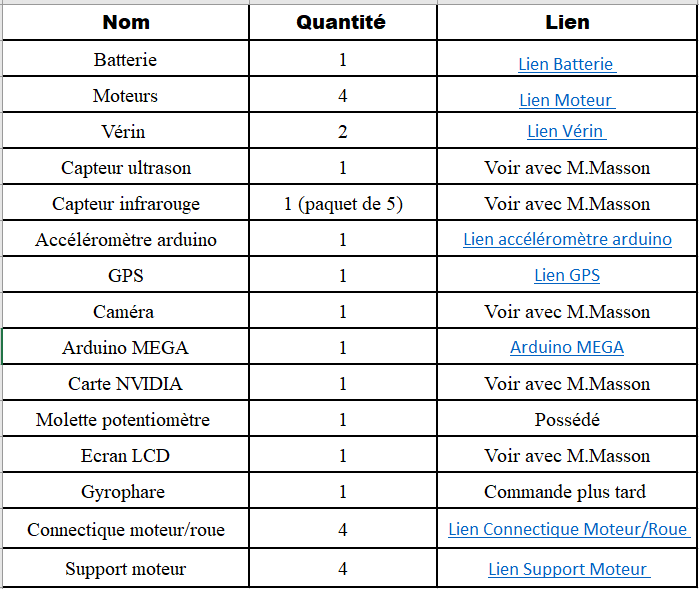 Nom Quantité Lien
Batterie 1 Lien Batterie
Moteurs 4 Lien Moteur
Vérin 2 Lien Vérin
Capteur ultrason 1 Voir avec M.Masson
Capteur infrarouge 1 (paquet de 5) Voir avec M.Masson
Accéléromètre arduino 1 Lien accéléromètre arduino
GPS 1 Lien GPS
Caméra 1 Voir avec M.Masson
Arduino MEGA 1 Arduino MEGA
Carte NVIDIA 1 Voir avec M.Masson
Molette potentiomètre 1 Possédé
Ecran LCD 1 Voir avec M.Masson
Gyrophare 1 Commande plus tard
Connectique moteur/roue 4 Lien Connectique Moteur/Roue
Support moteur 4 Lien Support Moteur